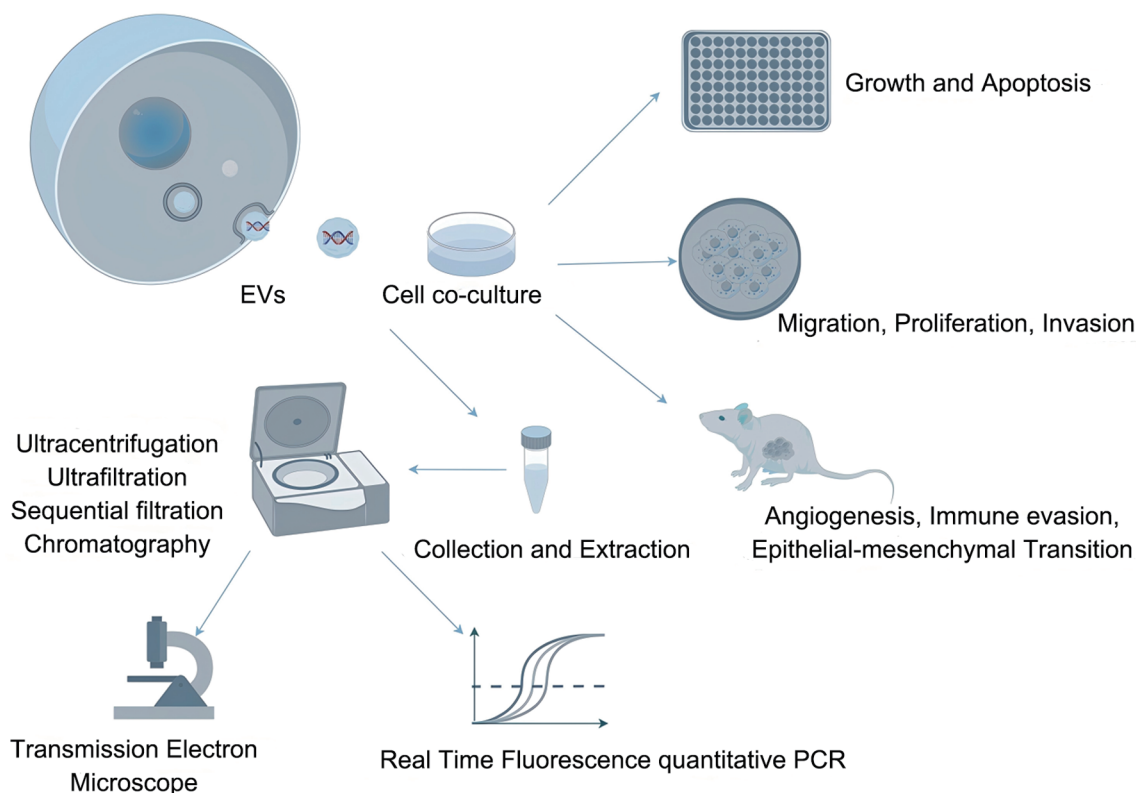 Growth and Apoptosis
EVs
Cell co-culture
Migration, Proliferation, Invasion
Ultracentrifugation
Ultrafiltration
Sequential filtration
Chromatography
Collection and Extraction
Angiogenesis, Immune evasion,
Epithelial-mesenchymal Transition
Transmission Electron
Microscope
Real Time Fluorescence quantitative PCR